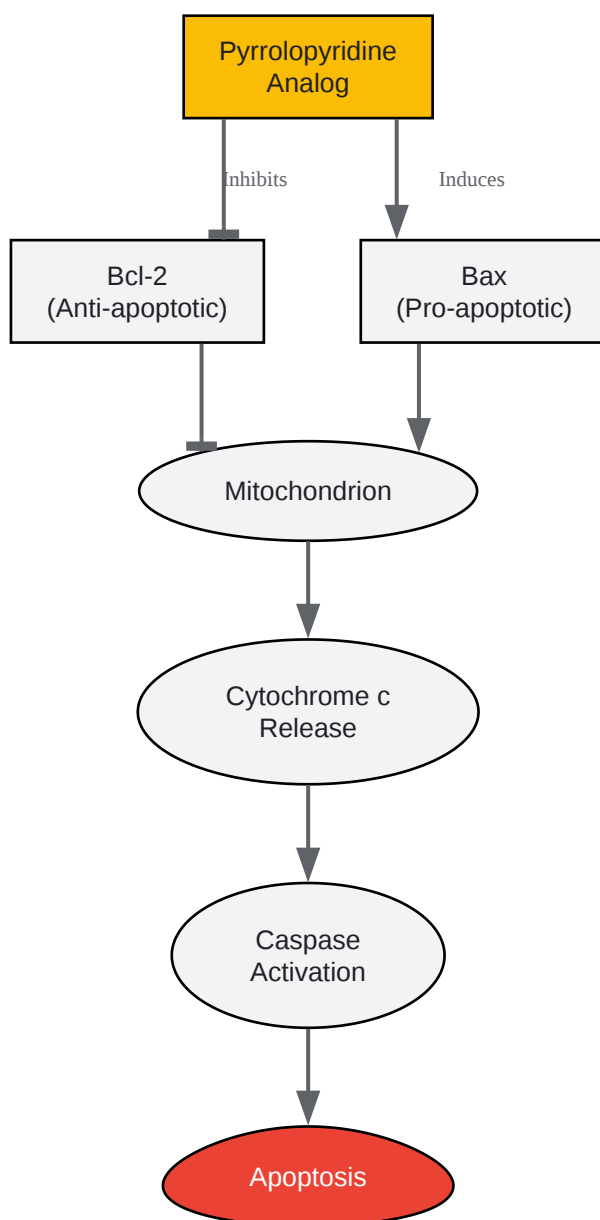 Pyrrolopyridine
Analog
Inhibits
Induces
Bcl-2
(Anti-apoptotic)
Bax
(Pro-apoptotic)
Mitochondrion
Cytochrome c
Release
Caspase
Activation
Apoptosis